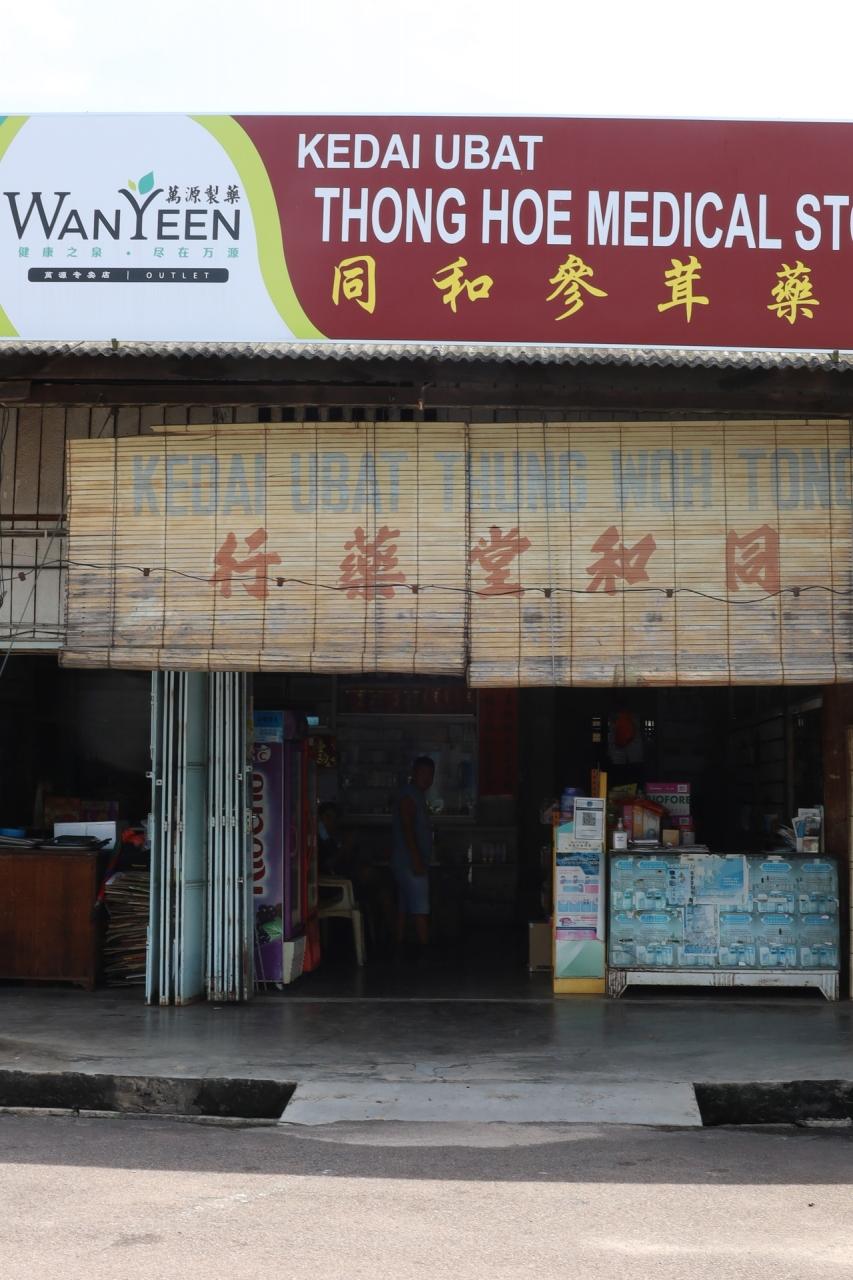 WANYEEN 萬源製藥
健康之泉 · 尽在万源
萬源专卖店 | OUTLET
KEDAI UBAT
THONG HOE MEDICAL STO
同和參茸藥
KEDAI UBAT THUNG WOH TONG
行藥堂和同
BIOFORE